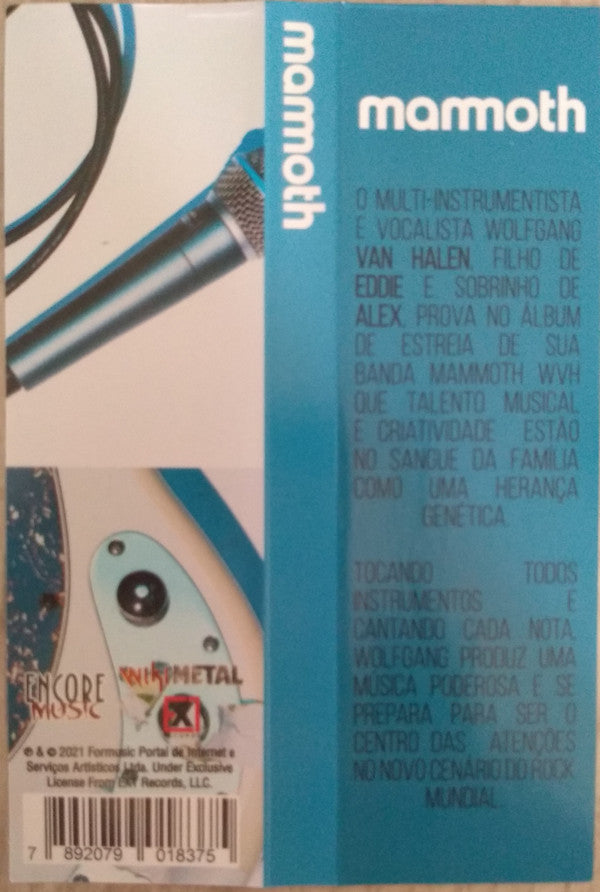 mammoth
mammoth
O MULTI-INSTRUMENTISTA
E VOCALISTA WOLFGANG
VAN HALEN, FILHO DE
EDDIE E SOBRINHO DE
ALEX, PROVA NO ÁLBUM
DE ESTREIA DE SUA
BANDA MAMMOTH WVH
QUE TALENTO MUSICAL
E CRIATIVIDADE ESTÃO
NO SANGUE DA FAMÍLIA
COMO UMA HERANÇA
GENÉTICA.
TOCANDO TODOS
INSTRUMENTOS E
CANTANDO CADA NOTA,
WOLFGANG PRODUZ UMA
MÚSICA PODEROSA E SE
PREPARA PARA SER O
CENTRO DAS ATENÇÕES
NO NOVO CENÁRIO DO ROCK
MUNDIAL.
ENCORE
MUSIC
WIKIMETAL
X
℗ & © 2021 Formusic Portal de Internet e
Serviços Artísticos Ltda. Under Exclusive
License From EX1 Records, LLC.
7 892079 018375